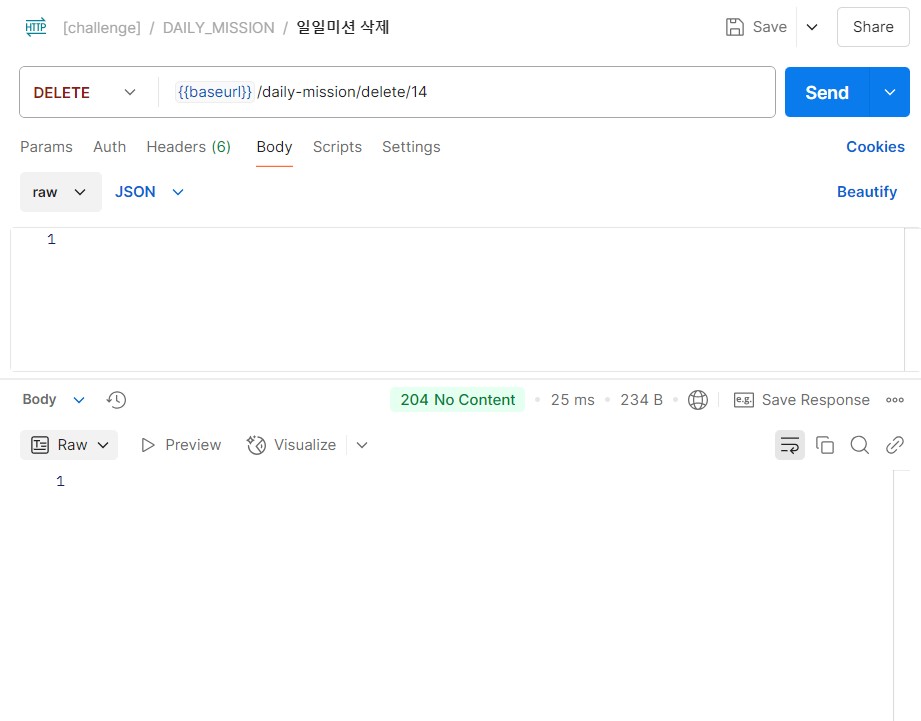 HTTP [challenge] / DAILY_MISSION / 일일미션 삭제 Save Share
DELETE {{baseurl}} /daily-mission/delete/14 Send
Params Auth Headers (6) Body Scripts Settings Cookies
raw JSON Beautify
1
Body 204 No Content 25 ms 234 B e.g. Save Response
Raw Preview Visualize
1